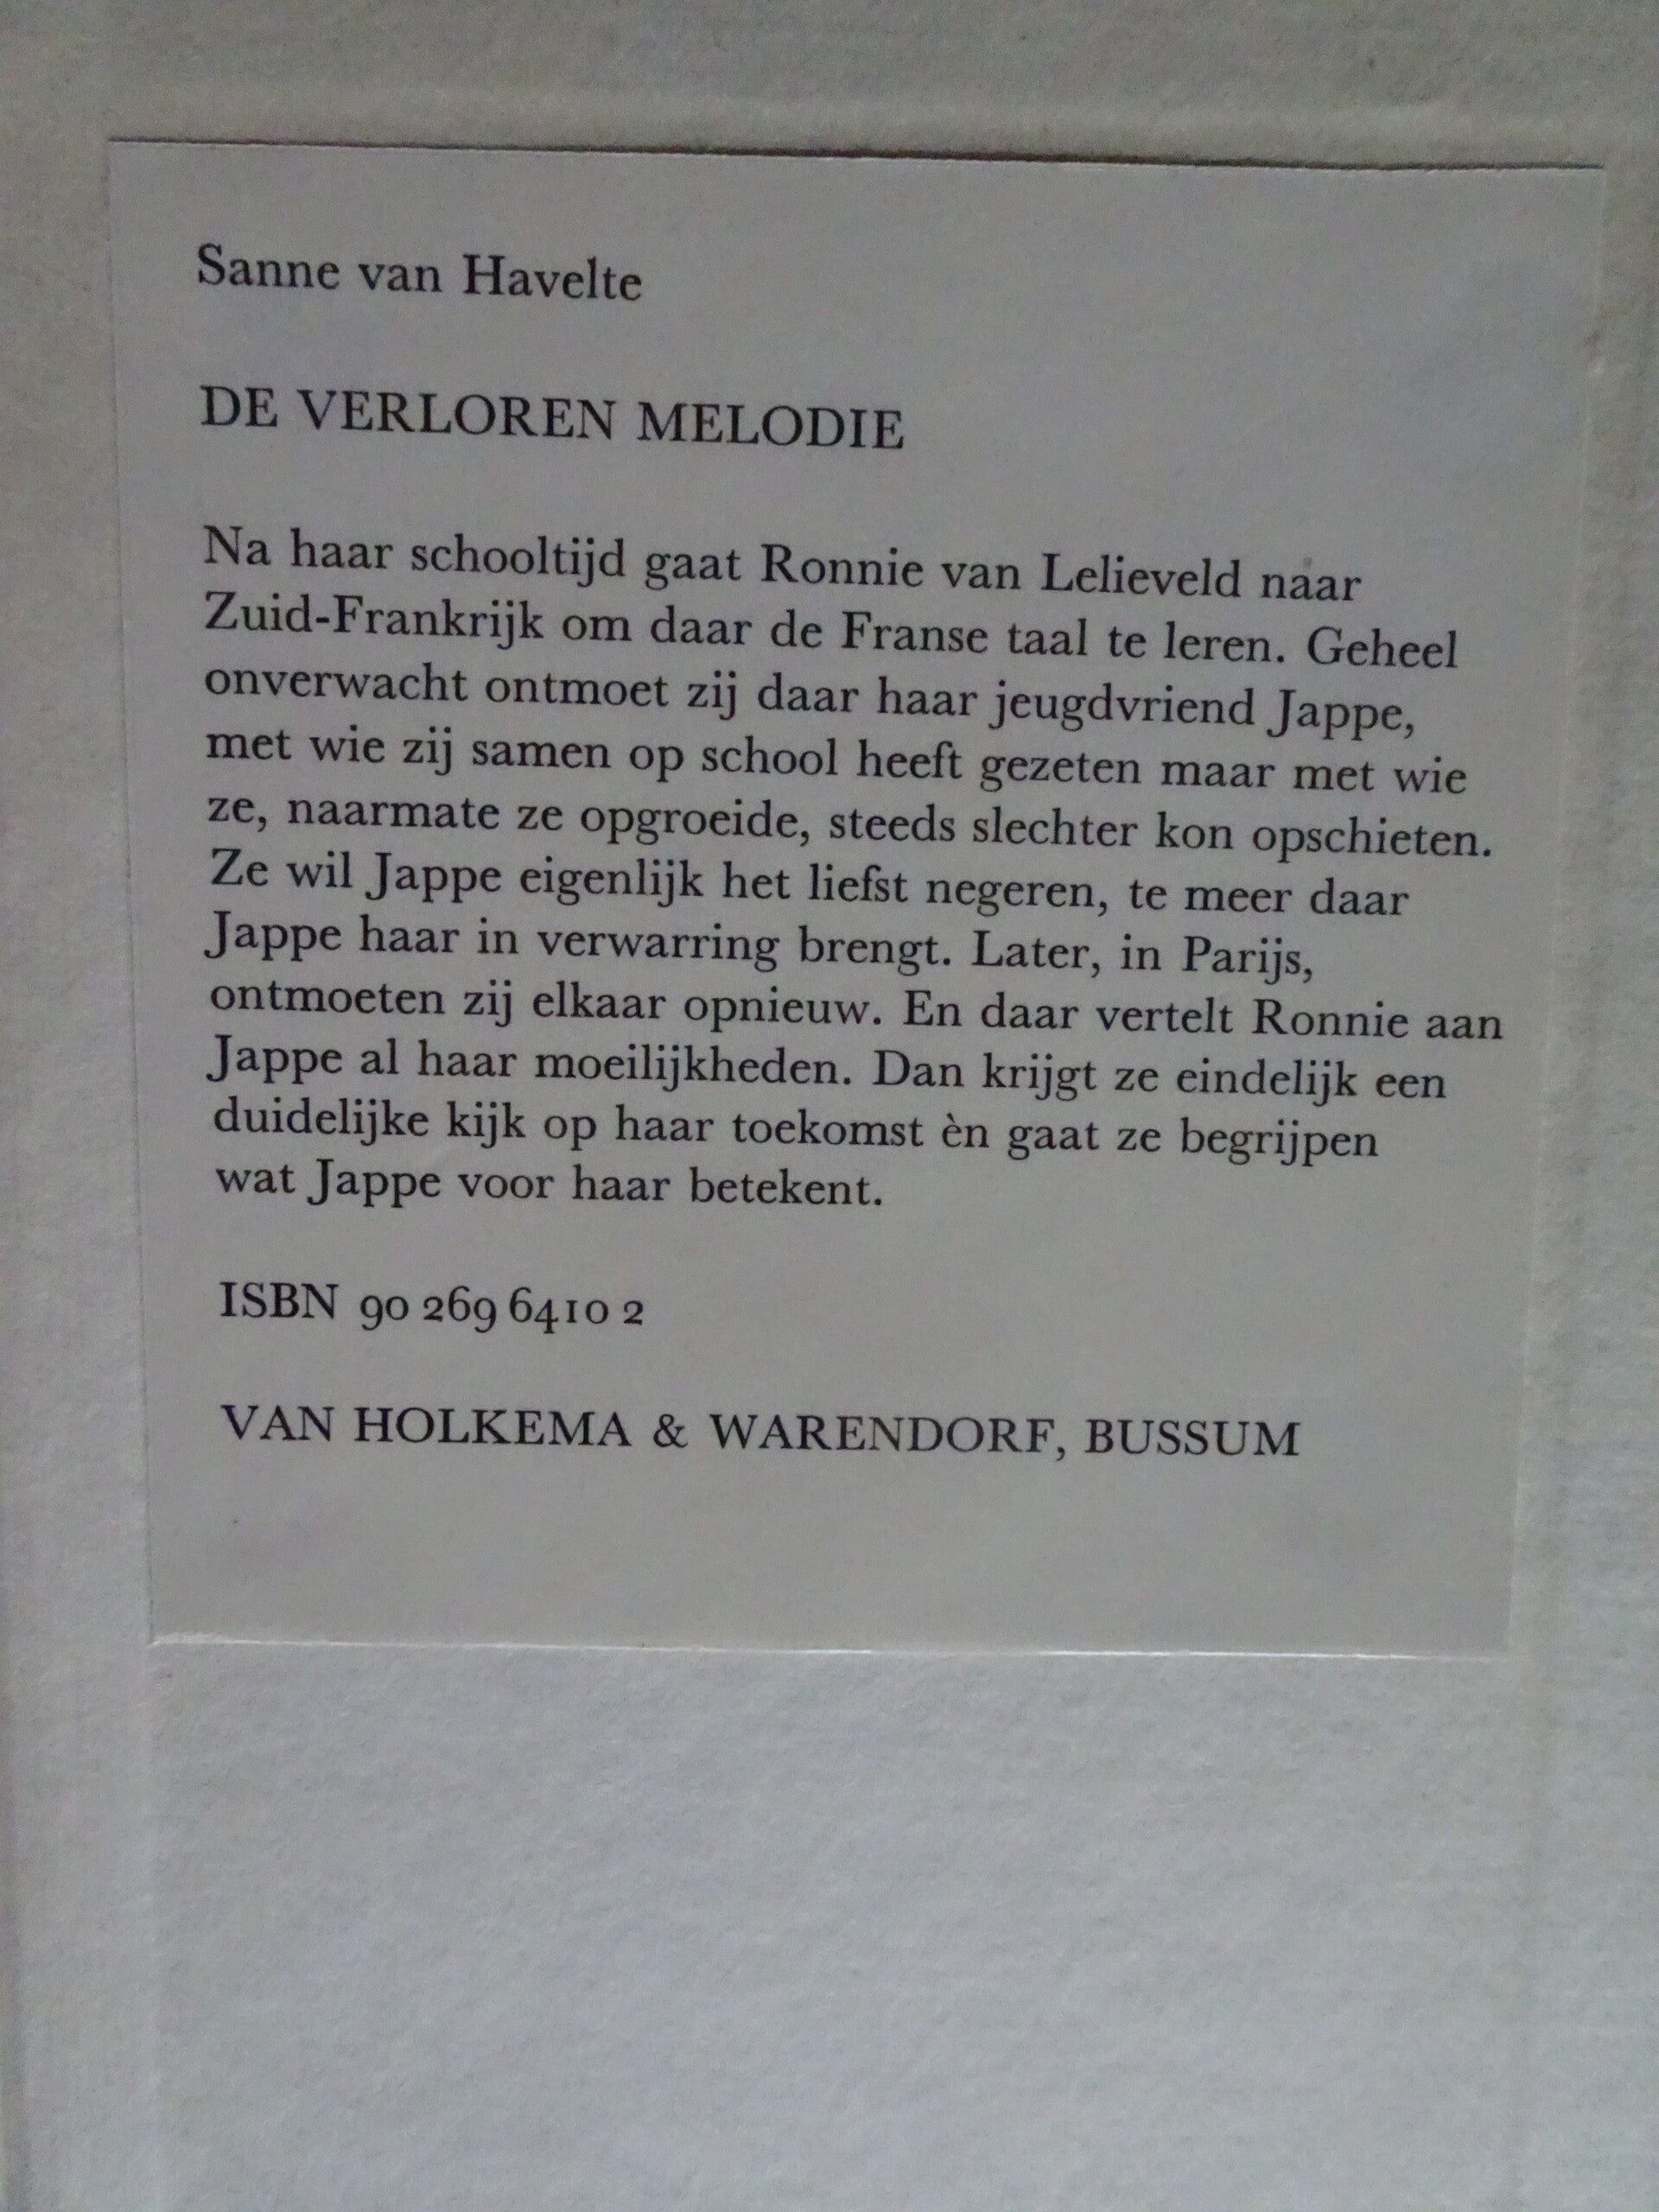 Sanne van Havelte
DE VERLOREN MELODIE
Na haar schooltijd gaat Ronnie van Lelieveld naar
Zuid-Frankrijk om daar de Franse taal te leren. Geheel
onverwacht ontmoet zij daar haar jeugdvriend Jappe,
met wie zij samen op school heeft gezeten maar met wie
ze, naarmate ze opgroeide, steeds slechter kon opschieten.
Ze wil Jappe eigenlijk het liefst negeren, te meer daar
Jappe haar in verwarring brengt. Later, in Parijs,
ontmoeten zij elkaar opnieuw. En daar vertelt Ronnie aan
Jappe al haar moeilijkheden. Dan krijgt ze eindelijk een
duidelijke kijk op haar toekomst èn gaat ze begrijpen
wat Jappe voor haar betekent.
ISBN 90 269 6410 2
VAN HOLKEMA & WARENDORF, BUSSUM